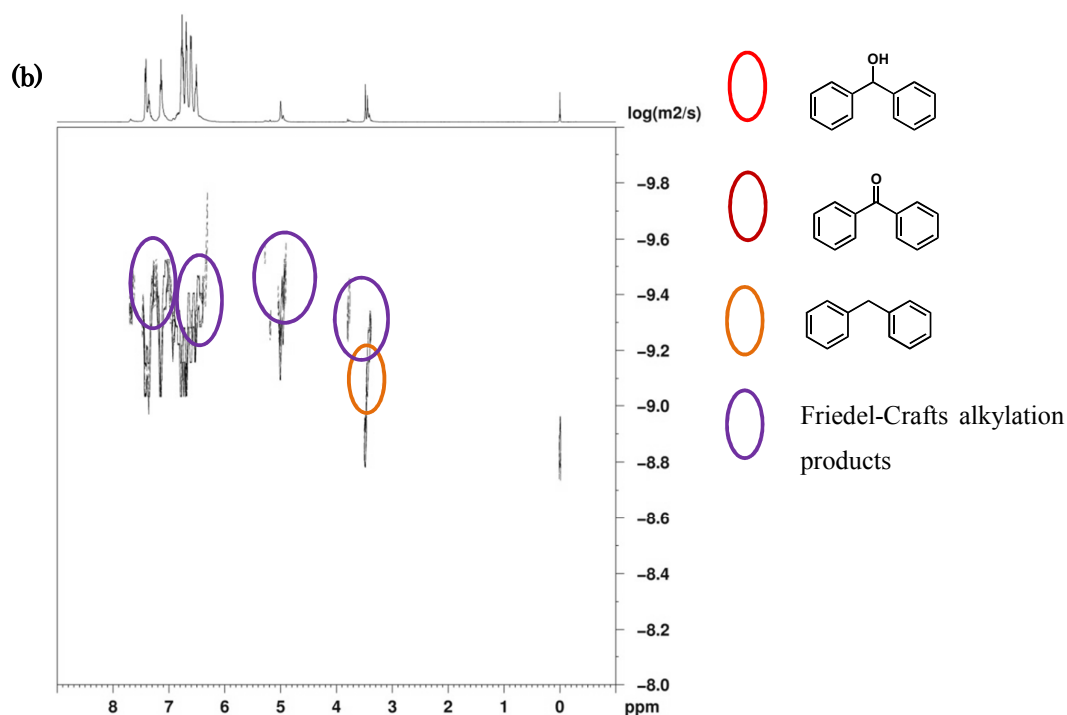 (b)
log(m2/s)
−9.8
−9.6
−9.4
−9.2
−9.0
−8.8
−8.6
−8.4
−8.2
−8.0
8 7 6 5 4 3 2 1 0 ppm
OH
O
Friedel-Crafts alkylation
products